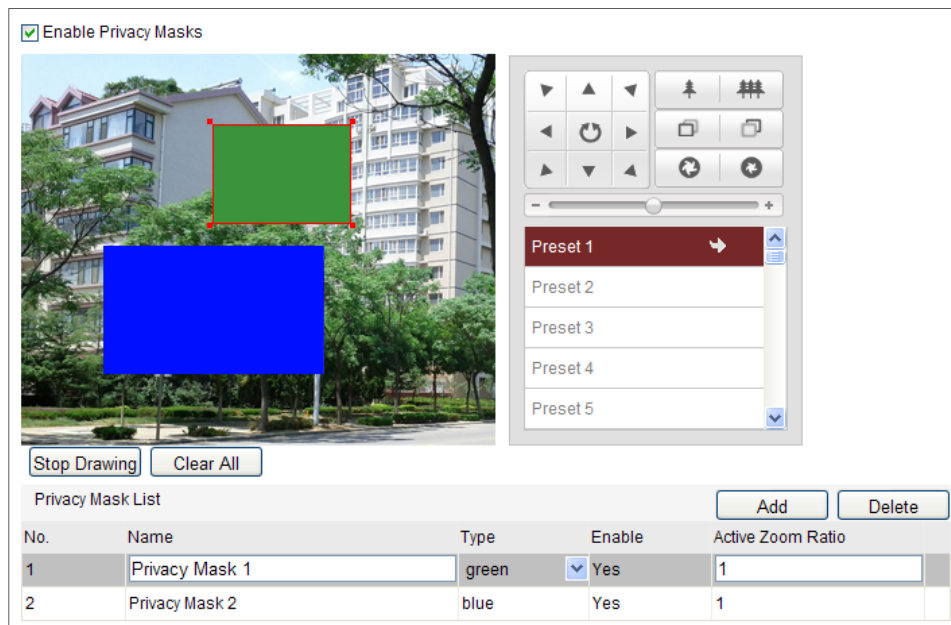 Enable Privacy Masks
Preset 1
Preset 2
Preset 3
Preset 4
Preset 5
Stop Drawing Clear All
Privacy Mask List Add Delete
No. Name Type Enable Active Zoom Ratio
1 Privacy Mask 1 green Yes 1
2 Privacy Mask 2 blue Yes 1